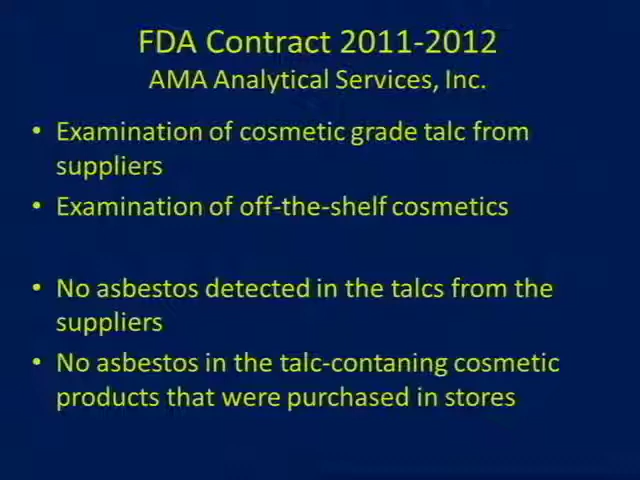 FDA Contract 2011-2012
AMA Analytical Services, Inc.
• Examination of cosmetic grade talc from
suppliers
• Examination of off-the-shelf cosmetics
• No asbestos detected in the talcs from the
suppliers
• No asbestos in the talc-contaning cosmetic
products that were purchased in stores